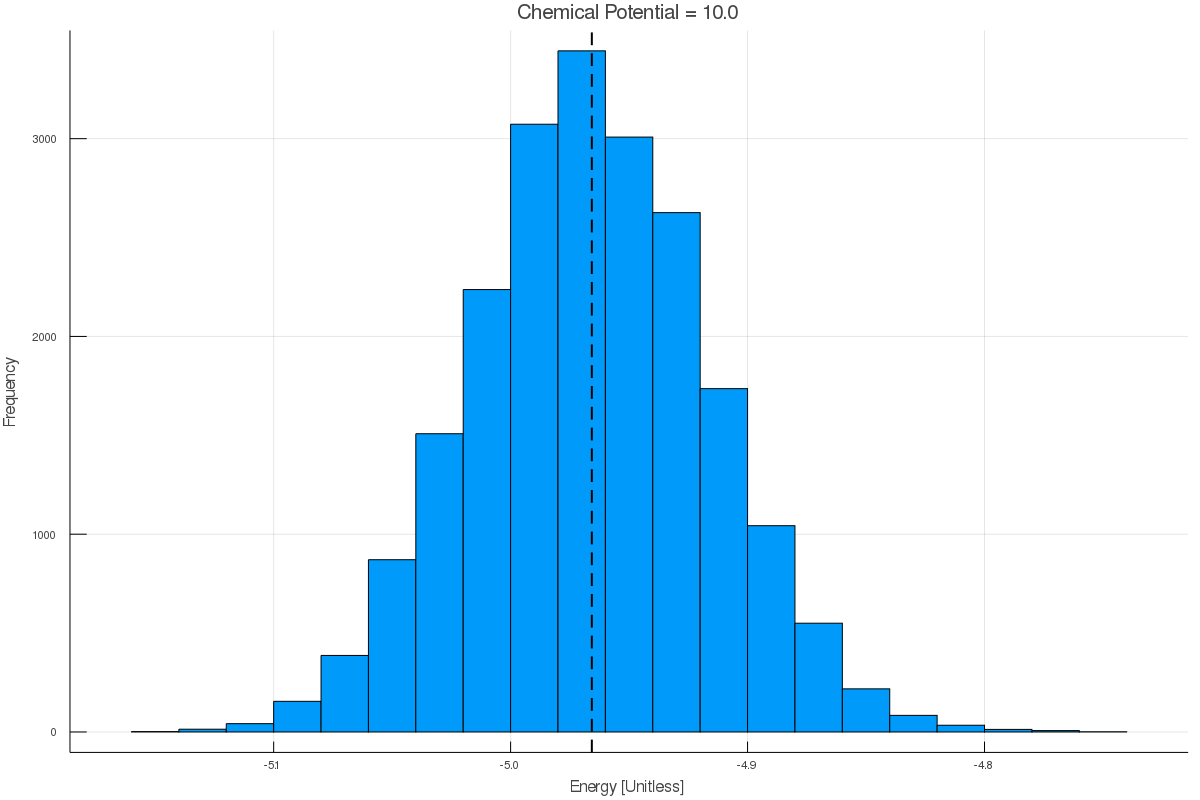 Chemical Potential = 10.0
Frequency
3000
2000
1000
0
-5.1
-5.0
-4.9
-4.8
Energy [Unitless]